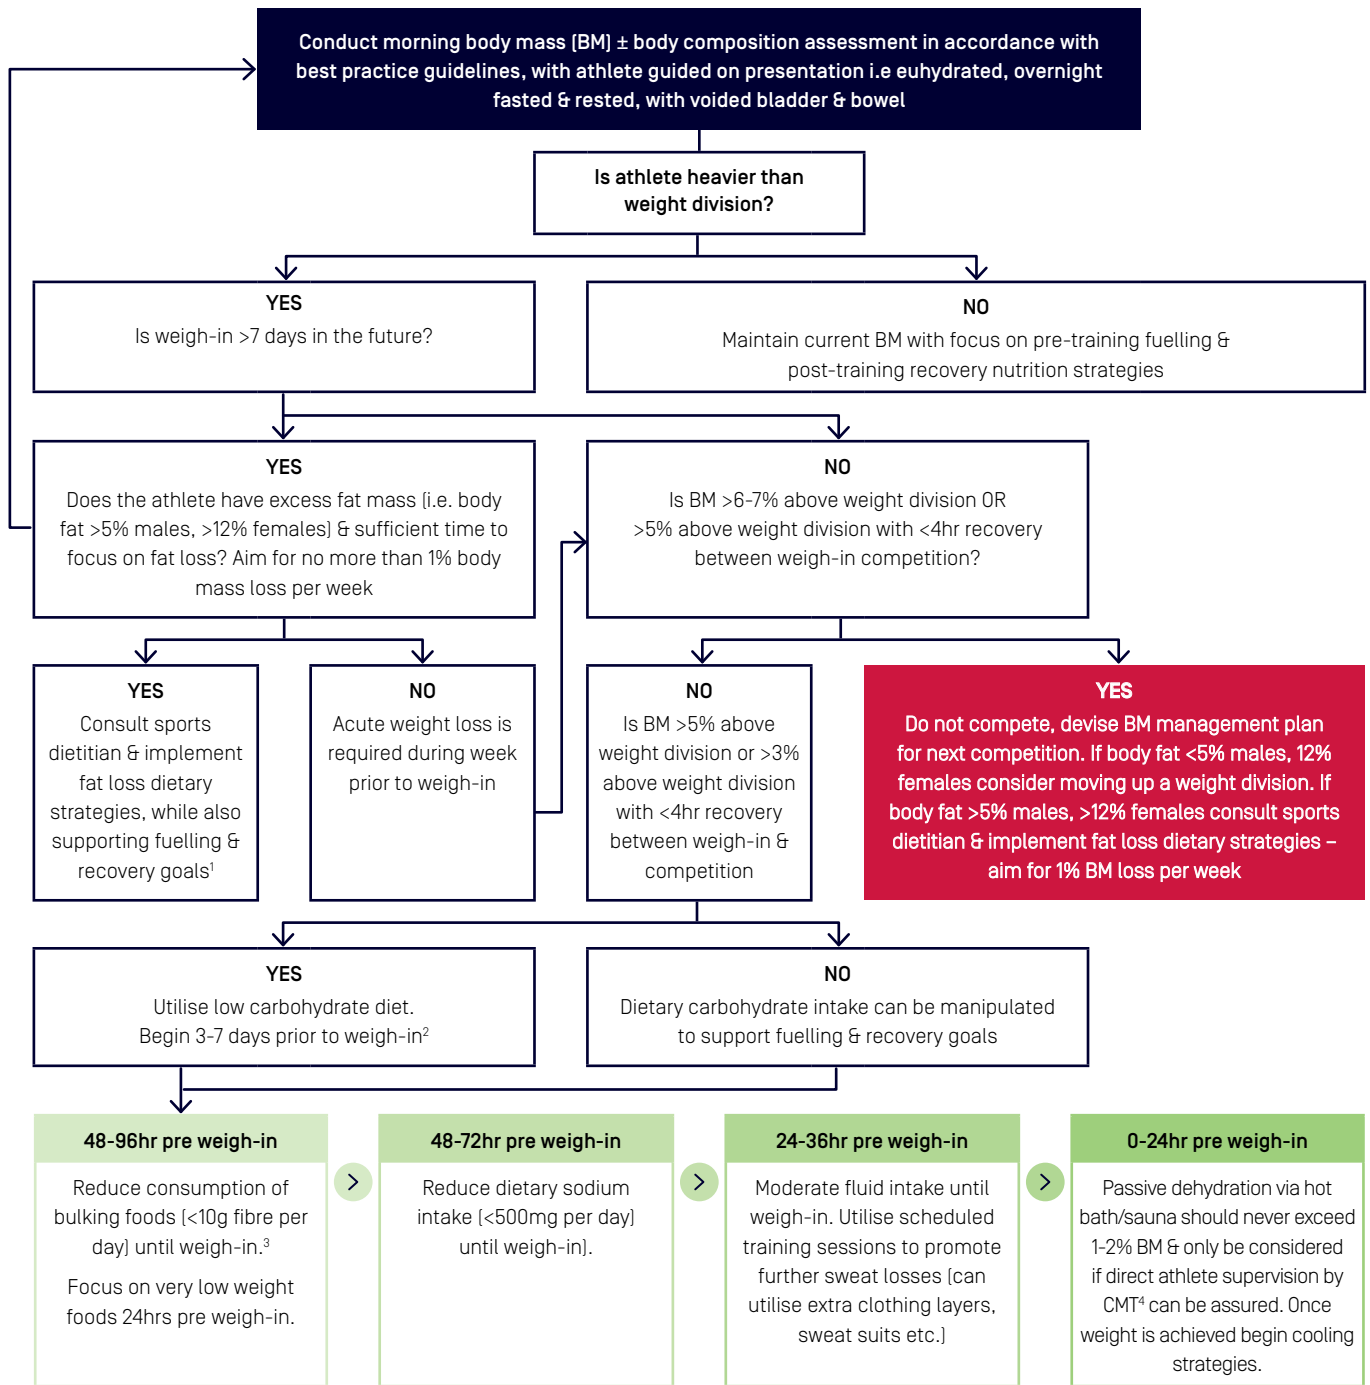 Conduct morning body mass (BM) ± body composition assessment in accordance with
best practice guidelines, with athlete guided on presentation i.e euhydrated, overnight
fasted & rested, with voided bladder & bowel
Is athlete heavier than
weight division?
YES
Is weigh-in >7 days in the future?
NO
Maintain current BM with focus on pre-training fuelling &
post-training recovery nutrition strategies
YES
Does the athlete have excess fat mass (i.e. body
fat >5% males, >12% females) & sufficient time to
focus on fat loss? Aim for no more than 1% body
mass loss per week
NO
Is BM >6-7% above weight division OR
>5% above weight division with <4hr recovery
between weigh-in competition?
YES
Consult sports
dietitian & implement
fat loss dietary
strategies, while also
supporting fuelling &
recovery goals¹
NO
Acute weight loss is
required during week
prior to weigh-in
NO
Is BM >5% above
weight division or >3%
above weight division
with <4hr recovery
between weigh-in &
competition
YES
Do not compete, devise BM management plan
for next competition. If body fat <5% males, 12%
females consider moving up a weight division. If
body fat >5% males, >12% females consult sports
dietitian & implement fat loss dietary strategies –
aim for 1% BM loss per week
YES
Utilise low carbohydrate diet.
Begin 3-7 days prior to weigh-in²
NO
Dietary carbohydrate intake can be manipulated
to support fuelling & recovery goals
48-96hr pre weigh-in
Reduce consumption of
bulking foods (<10g fibre per
day) until weigh-in.³
Focus on very low weight
foods 24hrs pre weigh-in.
48-72hr pre weigh-in
Reduce dietary sodium
intake (<500mg per day)
until weigh-in).
24-36hr pre weigh-in
Moderate fluid intake until
weigh-in. Utilise scheduled
training sessions to promote
further sweat losses (can
utilise extra clothing layers,
sweat suits etc.)
0-24hr pre weigh-in
Passive dehydration via hot
bath/sauna should never exceed
1-2% BM & only be considered
if direct athlete supervision by
CMT⁴ can be assured. Once
weight is achieved begin cooling
strategies.